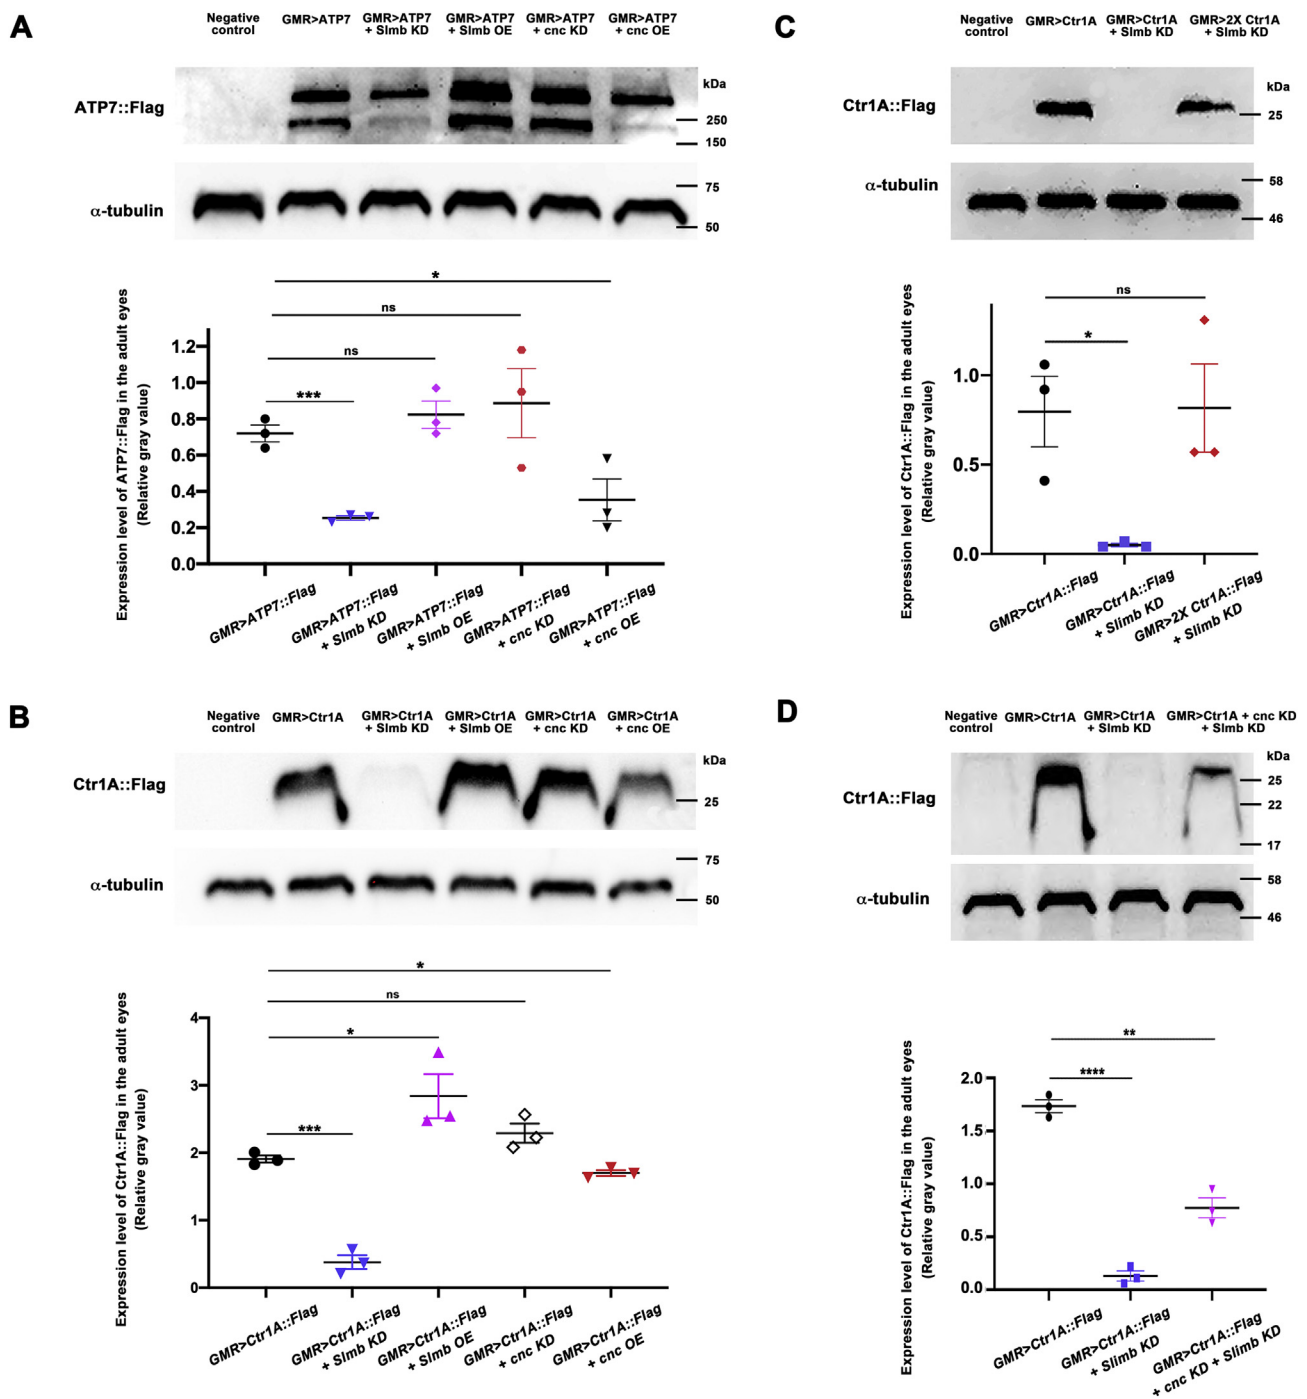 A
Negative control
GMR>ATP7
GMR>ATP7 + Slmb KD
GMR>ATP7 + Slmb OE
GMR>ATP7 + cnc KD
GMR>ATP7 + cnc OE
ATP7::Flag
kDa
250
150
α-tubulin
75
50
Expression level of ATP7::Flag in the adult eyes
(Relative gray value)
*
ns
ns
***
1.2
1.0
0.8
0.6
0.4
0.2
0.0
GMR>ATP7::Flag
GMR>ATP7::Flag + Slmb KD
GMR>ATP7::Flag + Slmb OE
GMR>ATP7::Flag + cnc KD
GMR>ATP7::Flag + cnc OE
B
Negative control
GMR>Ctr1A
GMR>Ctr1A + Slmb KD
GMR>Ctr1A + Slmb OE
GMR>Ctr1A + cnc KD
GMR>Ctr1A + cnc OE
Ctr1A::Flag
kDa
25
α-tubulin
75
50
Expression level of Ctr1A::Flag in the adult eyes
(Relative gray value)
*
ns
*
***
4
3
2
1
0
GMR>Ctr1A::Flag
GMR>Ctr1A::Flag + Slmb KD
GMR>Ctr1A::Flag + Slmb OE
GMR>Ctr1A::Flag + cnc KD
GMR>Ctr1A::Flag + cnc OE
C
Negative control
GMR>Ctr1A
GMR>Ctr1A + Slmb KD
GMR>2X Ctr1A + Slmb KD
Ctr1A::Flag
kDa
25
α-tubulin
58
46
Expression level of Ctr1A::Flag in the adult eyes
(Relative gray value)
ns
*
1.0
0.5
0.0
GMR>Ctr1A::Flag
GMR>Ctr1A::Flag + Slimb KD
GMR>2X Ctr1A::Flag + Slimb KD
D
Negative control
GMR>Ctr1A
GMR>Ctr1A + Slmb KD
GMR>Ctr1A + cnc KD + Slmb KD
Ctr1A::Flag
kDa
25
22
17
α-tubulin
58
46
Expression level of Ctr1A::Flag in the adult eyes
(Relative gray value)
**
****
2.0
1.5
1.0
0.5
0.0
GMR>Ctr1A::Flag
GMR>Ctr1A::Flag + Slimb KD
GMR>Ctr1A::Flag + cnc KD + Slimb KD